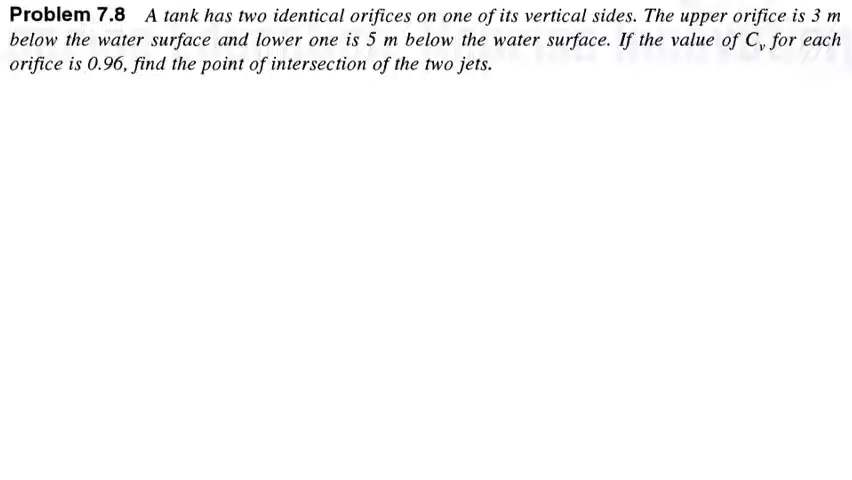 Problem 7.8 A tank has two identical orifices on one of its vertical sides. The upper orifice is 3 m
below the water surface and lower one is 5 m below the water surface. If the value of Cv for each
orifice is 0.96, find the point of intersection of the two jets.